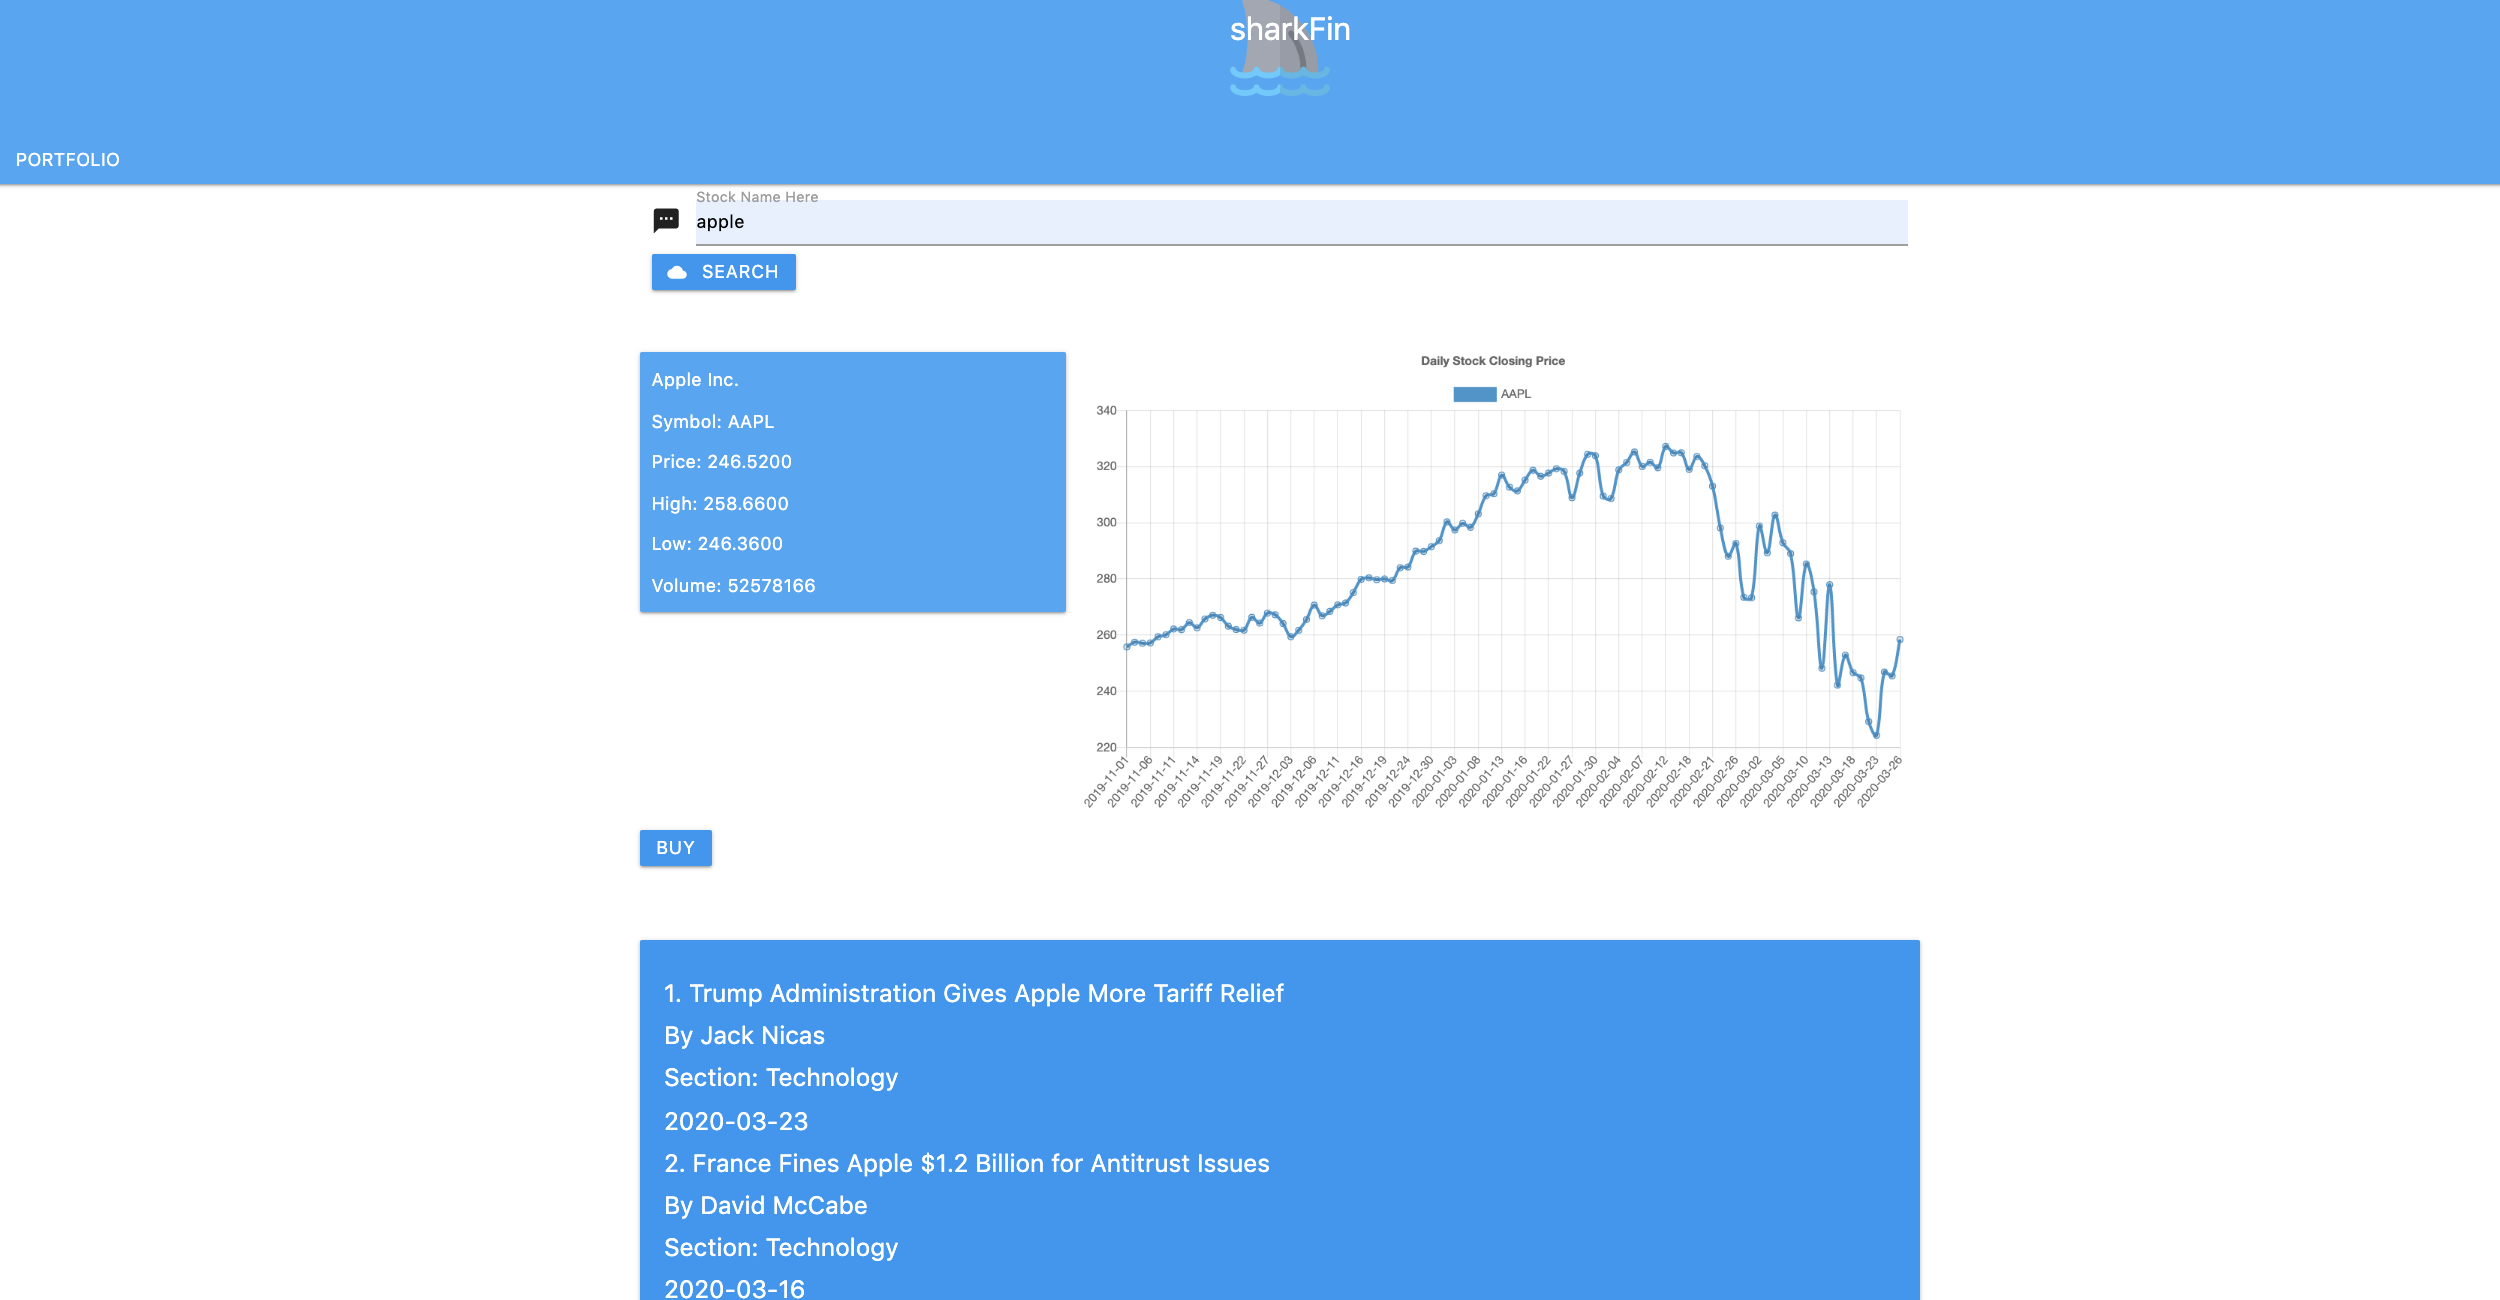 sharkFin
PORTFOLIO
Stock Name Here
apple
SEARCH
Apple Inc.
Symbol: AAPL
Price: 246.5200
High: 258.6600
Low: 246.3600
Volume: 52578166
Daily Stock Closing Price
AAPL
340
320
300
280
260
240
220
2019-11-01
2019-11-06
2019-11-11
2019-11-14
2019-11-19
2019-11-22
2019-11-27
2019-12-03
2019-12-06
2019-12-11
2019-12-16
2019-12-19
2019-12-24
2019-12-30
2020-01-03
2020-01-08
2020-01-13
2020-01-16
2020-01-22
2020-01-27
2020-01-30
2020-02-04
2020-02-07
2020-02-12
2020-02-18
2020-02-21
2020-02-26
2020-03-02
2020-03-05
2020-03-10
2020-03-13
2020-03-18
2020-03-23
2020-03-26
BUY
1. Trump Administration Gives Apple More Tariff Relief
By Jack Nicas
Section: Technology
2020-03-23
2. France Fines Apple $1.2 Billion for Antitrust Issues
By David McCabe
Section: Technology
2020-03-16